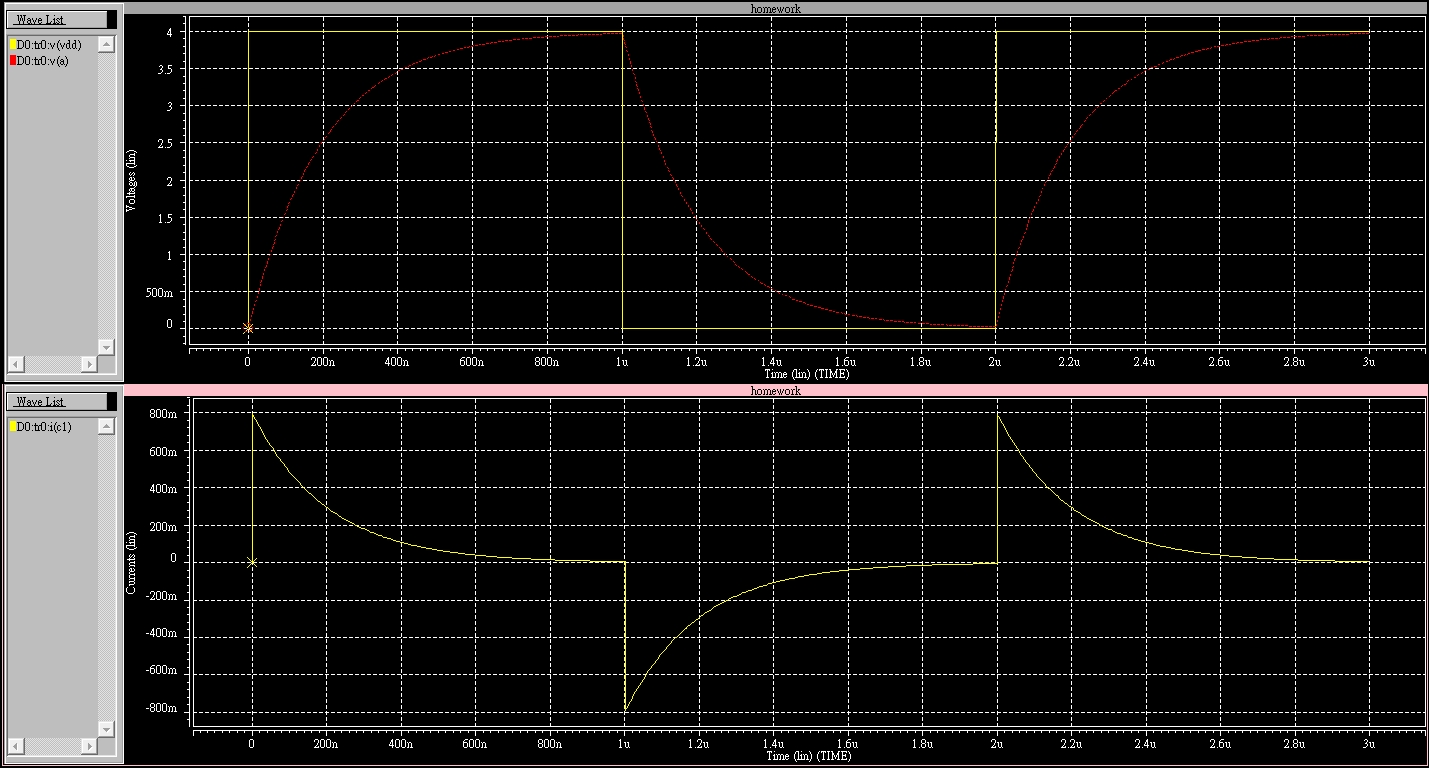 homework
Wave List
D0:tr0:v(vdd)
D0:tr0:v(a)
Voltages (lin)
4
3.5
3
2.5
2
1.5
1
500m
0
0 200n 400n 600n 800n 1u 1.2u 1.4u 1.6u 1.8u 2u 2.2u 2.4u 2.6u 2.8u 3u
Time (lin) (TIME)
homework
Wave List
D0:tr0:i(c1)
Currents (lin)
800m
600m
400m
200m
0
-200m
-400m
-600m
-800m
0 200n 400n 600n 800n 1u 1.2u 1.4u 1.6u 1.8u 2u 2.2u 2.4u 2.6u 2.8u 3u
Time (lin) (TIME)